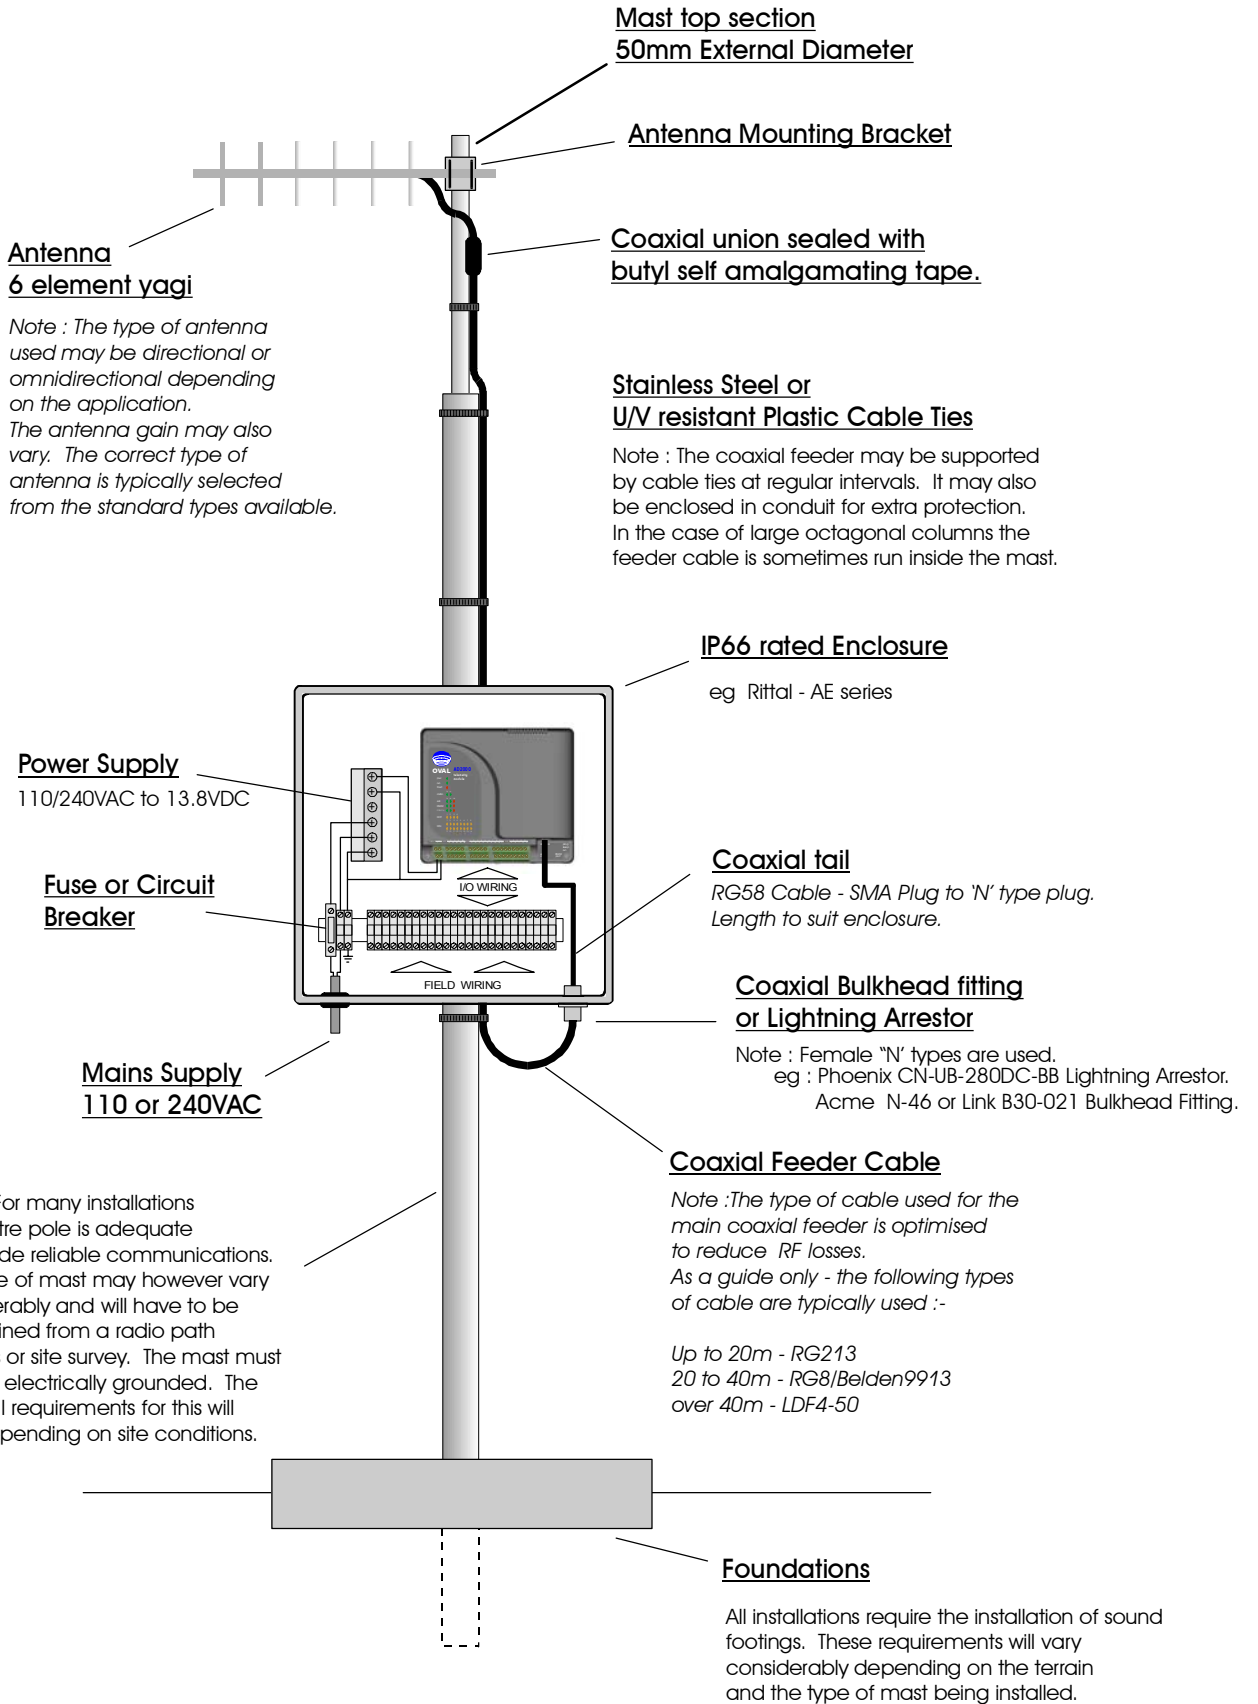 Mast top section
50mm External Diameter
Antenna Mounting Bracket
Coaxial union sealed with
butyl self amalgamating tape.
Antenna
6 element yagi
Note : The type of antenna
used may be directional or
omnidirectional depending
on the application.
The antenna gain may also
vary. The correct type of
antenna is typically selected
from the standard types available.
Stainless Steel or
U/V resistant Plastic Cable Ties
Note : The coaxial feeder may be supported
by cable ties at regular intervals. It may also
be enclosed in conduit for extra protection.
In the case of large octagonal columns the
feeder cable is sometimes run inside the mast.
IP66 rated Enclosure
eg Rittal - AE series
Power Supply
110/240VAC to 13.8VDC
OVAL
I/O WIRING
Fuse or Circuit
Breaker
FIELD WIRING
Coaxial tail
RG58 Cable - SMA Plug to 'N' type plug.
Length to suit enclosure.
Coaxial Bulkhead fitting
or Lightning Arrestor
Note : Female "N' types are used.
eg : Phoenix CN-UB-280DC-BB Lightning Arrestor.
Acme N-46 or Link B30-021 Bulkhead Fitting.
Mains Supply
110 or 240VAC
Coaxial Feeder Cable
Note :The type of cable used for the
main coaxial feeder is optimised
to reduce RF losses.
As a guide only - the following types
of cable are typically used :-
Up to 20m - RG213
20 to 40m - RG8/Belden9913
over 40m - LDF4-50
For many installations
tre pole is adequate
de reliable communications.
e of mast may however vary
erably and will have to be
ined from a radio path
s or site survey. The mast must
electrically grounded. The
l requirements for this will
pending on site conditions.
Foundations
All installations require the installation of sound
footings. These requirements will vary
considerably depending on the terrain
and the type of mast being installed.